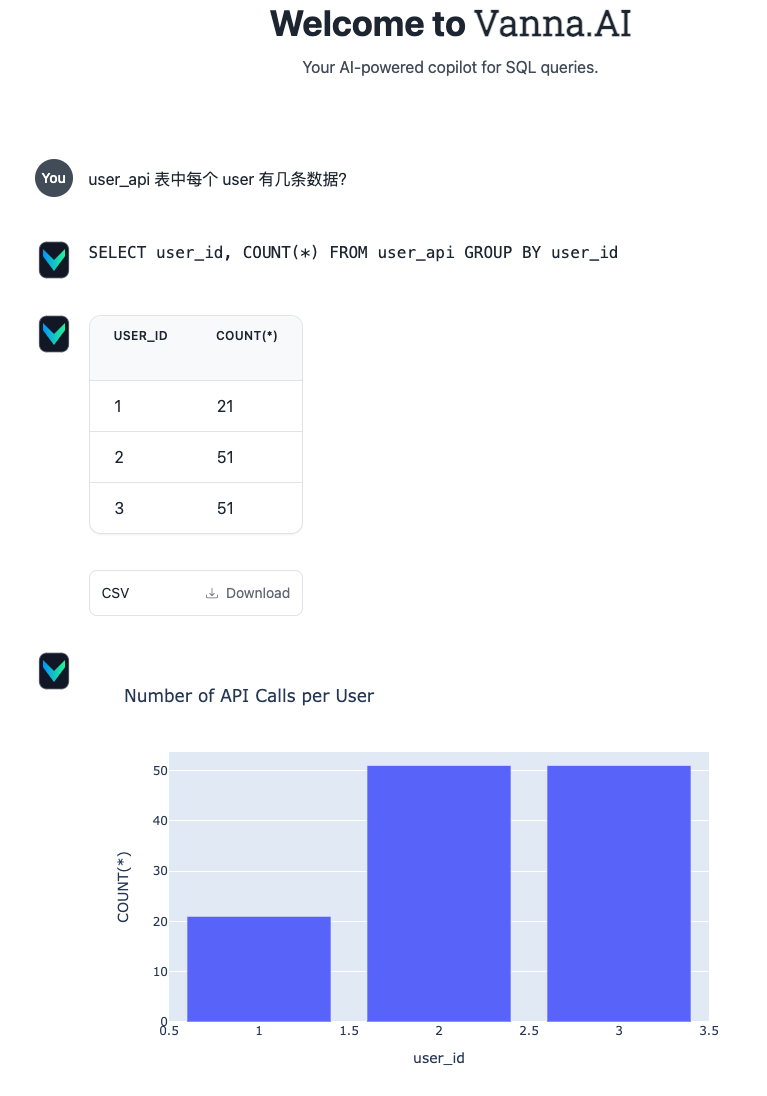 Welcome to Vanna.AI
Your AI-powered copilot for SQL queries.
You
user_api 表中每个 user 有几条数据?
SELECT user_id, COUNT(*) FROM user_api GROUP BY user_id
USER_ID COUNT(*)
1 21
2 51
3 51
CSV Download
Number of API Calls per User
50
40
30
20
10
0
COUNT(*)
0.5 1 1.5 2 2.5 3 3.5
user_id